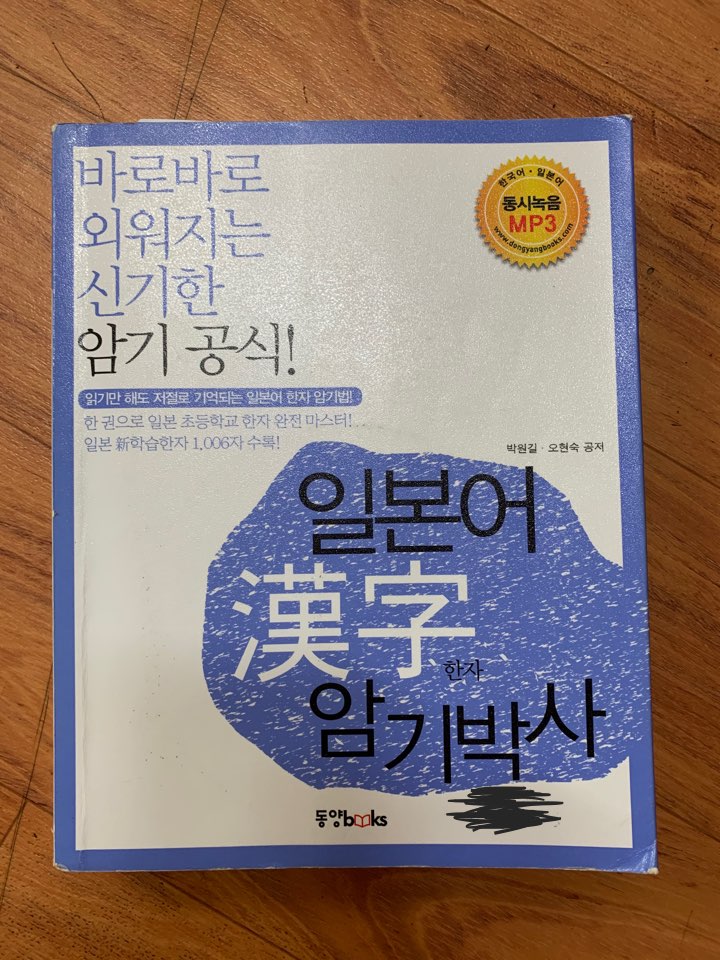 바로바로
외워지는
신기한
암기 공식!
한국어·일본어
동시녹음
MP3
www.dongyangbooks.com
읽기만 해도 저절로 기억되는 일본어 한자 암기법!
한 권으로 일본 초등학교 한자 완전 마스터!
일본 新학습한자 1,006자 수록!
박원길·오현숙 공저
일본어
漢字
한자
암기박사
동양books